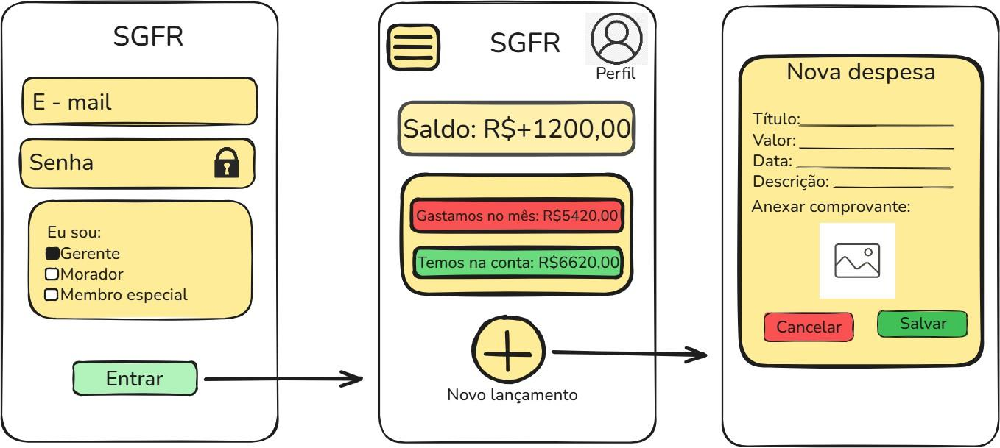 SGFR
E - mail
Senha
Eu sou:
Gerente
Morador
Membro especial
Entrar
SGFR
Perfil
Saldo: R$+1200,00
Gastamos no mês: R$5420,00
Temos na conta: R$6620,00
Novo lançamento
Nova despesa
Título:
Valor:
Data:
Descrição:
Anexar comprovante:
Cancelar
Salvar